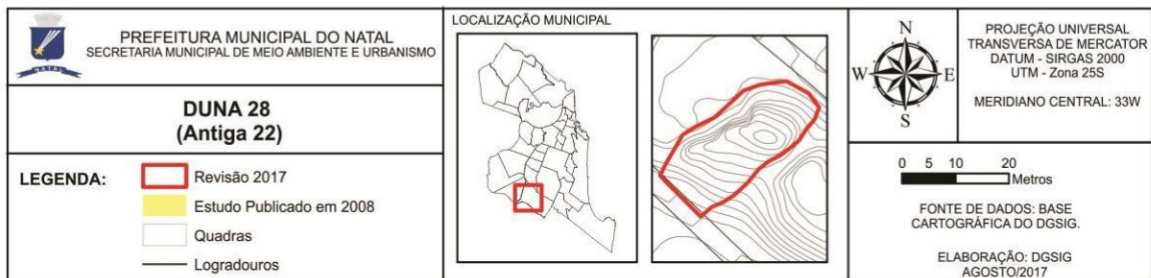 PREFEITURA MUNICIPAL DO NATAL
SECRETARIA MUNICIPAL DE MEIO AMBIENTE E URBANISMO
NATAL
DUNA 28
(Antiga 22)
LEGENDA:
Revisão 2017
Estudo Publicado em 2008
Quadras
Logradouros
LOCALIZAÇÃO MUNICIPAL
N
W E
S
PROJEÇÃO UNIVERSAL
TRANSVERSA DE MERCATOR
DATUM - SIRGAS 2000
UTM - Zona 25S
MERIDIANO CENTRAL: 33W
0 5 10 20
Metros
FONTE DE DADOS: BASE
CARTOGRÁFICA DO DGSIG.
ELABORAÇÃO: DGSIG
AGOSTO/2017